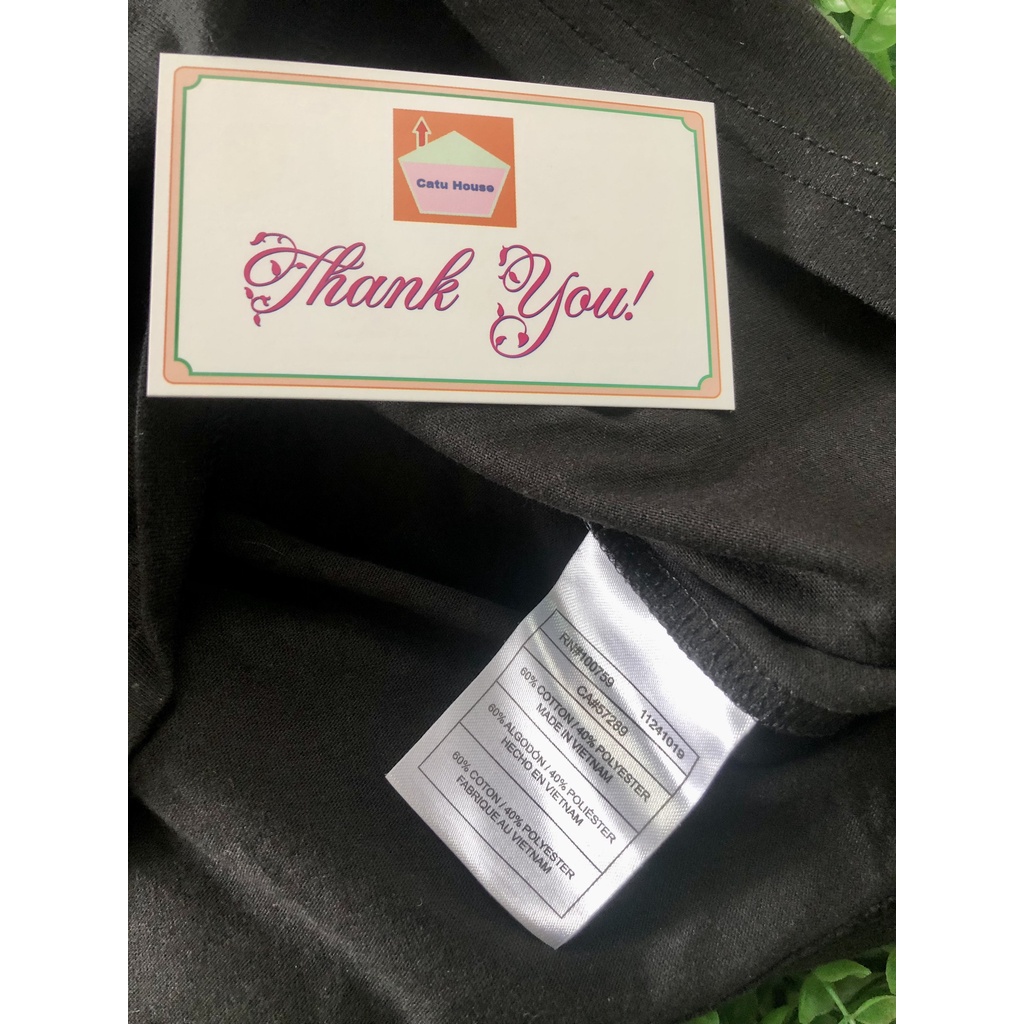 Catu House
Thank You!
RN#100759 11241019
CA#57289
60% COTTON / 40% POLYESTER
MADE IN VIETNAM
60% ALGODÓN / 40% POLIÉSTER
HECHO EN VIETNAM
60% COTON / 40% POLYESTER
FABRIQUE AU VIETNAM